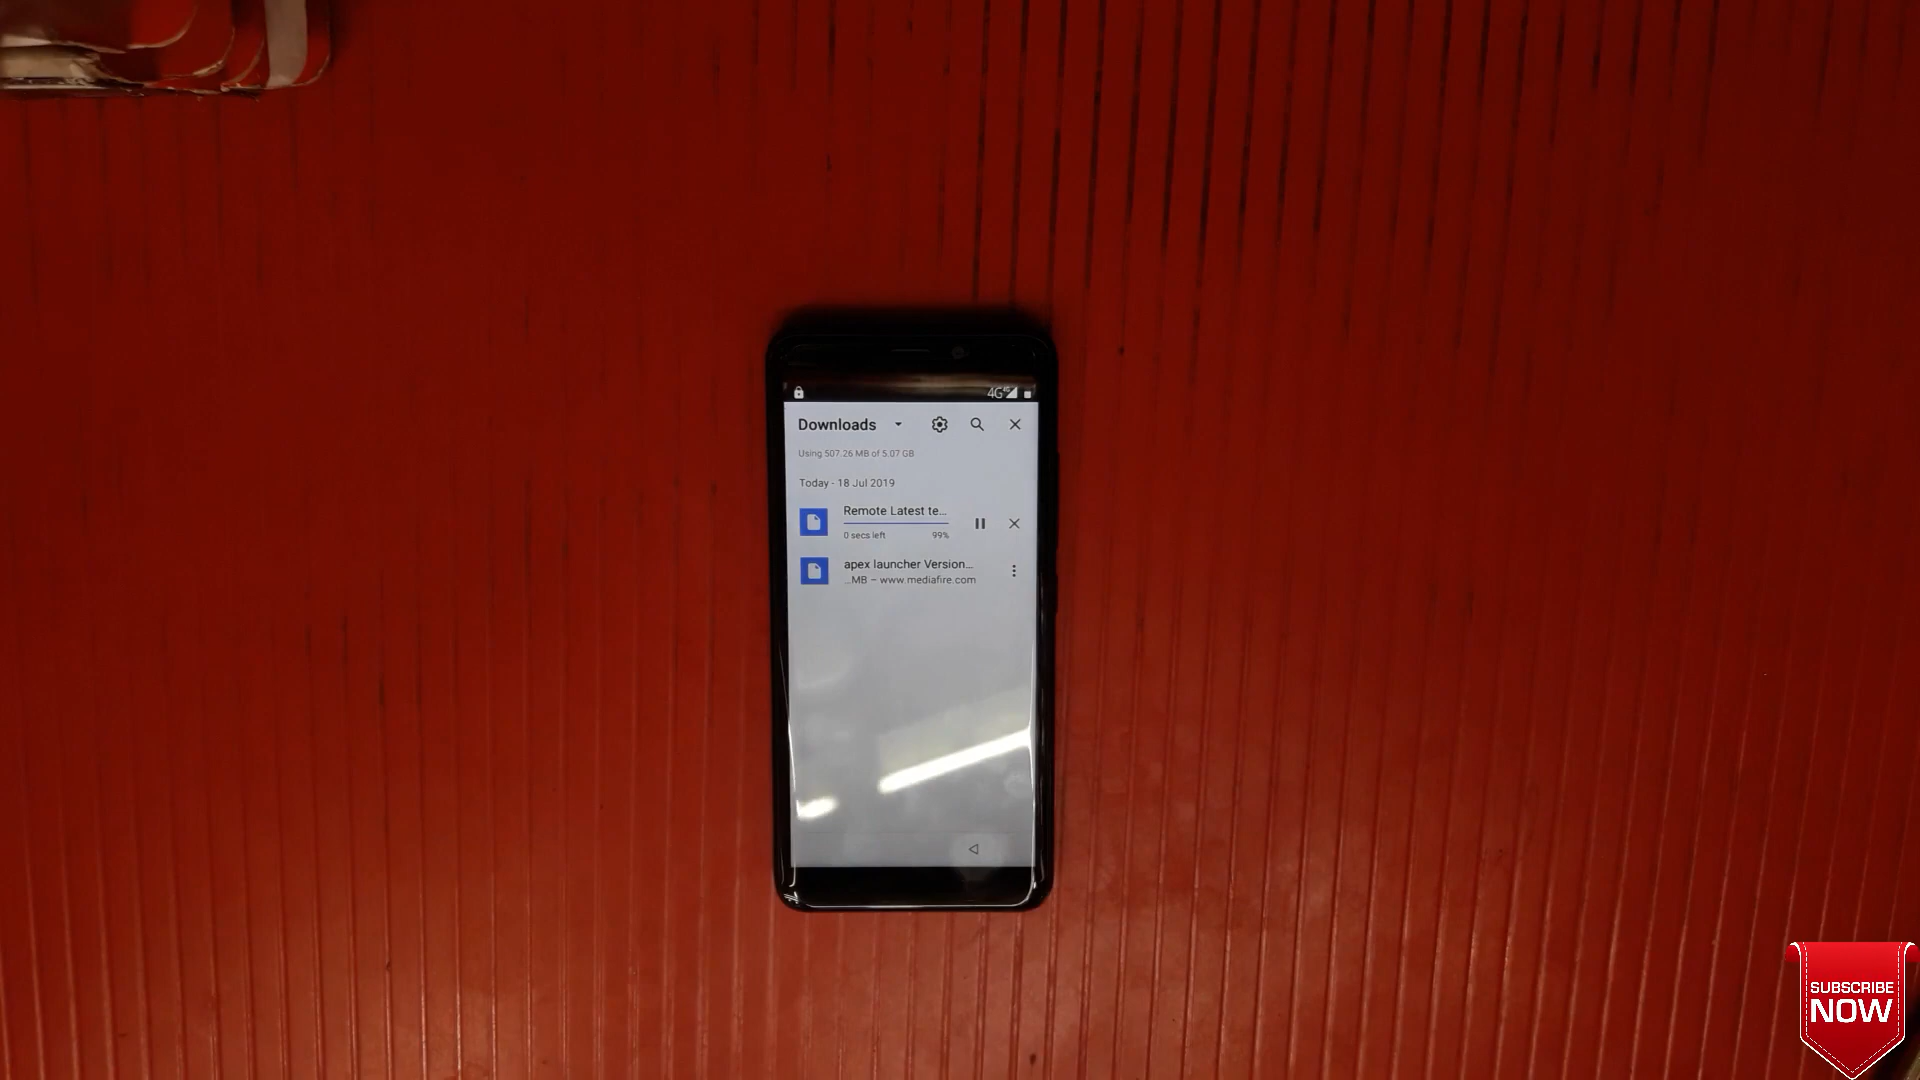 4G
Downloads
Using 507.26 MB of 5.07 GB
Today - 18 Jul 2019
Remote Latest te...
0 secs left 99%
apex launcher Version...
...MB – www.mediafire.com
SUBSCRIBE
NOW